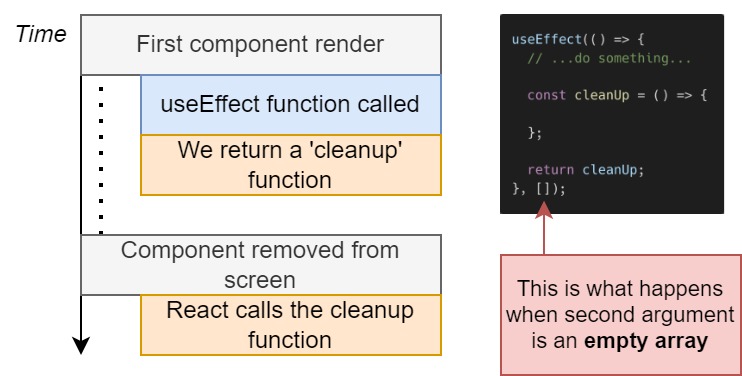 Time
First component render
useEffect function called
We return a 'cleanup'
function
Component removed from
screen
React calls the cleanup
function
useEffect(() => {
// ...do something...
const cleanUp = () => {
};
return cleanUp;
}, []);
This is what happens
when second argument
is an empty array